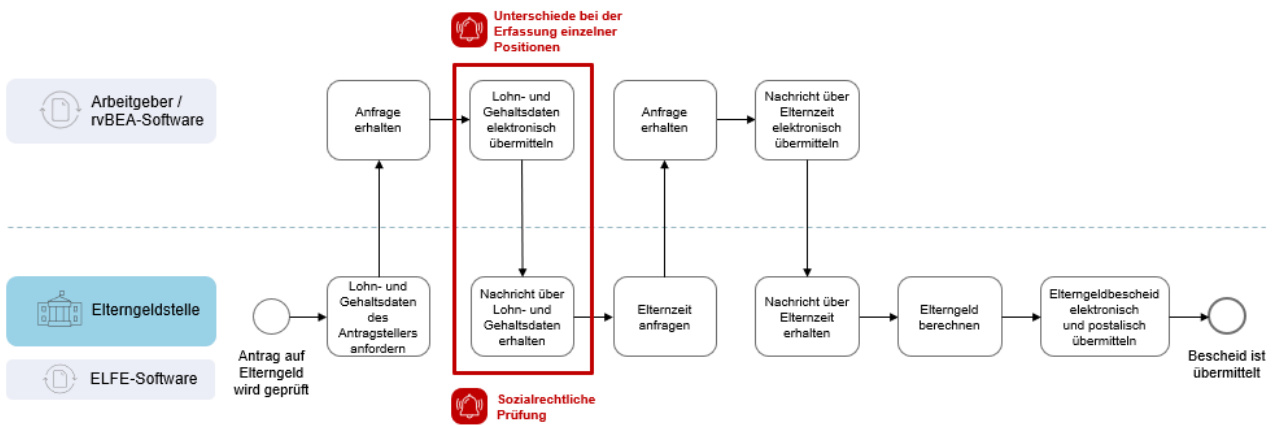 Unterschiede bei der
Erfassung einzelner
Positionen
Arbeitgeber /
rvBEA-Software
Anfrage
erhalten
Lohn- und
Gehaltsdaten
elektronisch
übermitteln
Anfrage
erhalten
Nachricht über
Elternzeit
elektronisch
übermitteln
Elterngeldstelle
ELFE-Software
Antrag auf
Elterngeld
wird geprüft
Lohn- und
Gehaltsdaten
des
Antragstellers
anfordern
Nachricht über
Lohn- und
Gehaltsdaten
erhalten
Elternzeit
anfragen
Nachricht über
Elternzeit
erhalten
Elterngeld
berechnen
Elterngeldbescheid
elektronisch
und postalisch
übermitteln
Bescheid ist
übermittelt
Sozialrechtliche
Prüfung